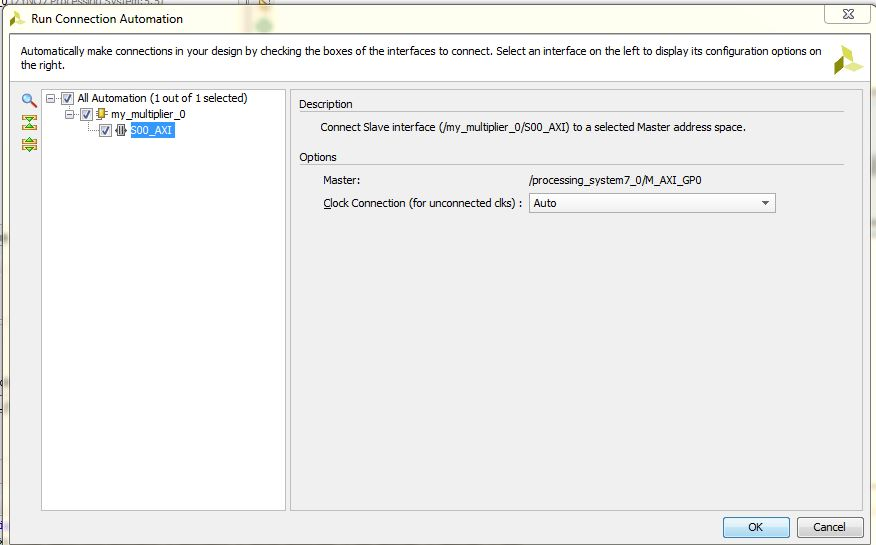 Run Connection Automation
Automatically make connections in your design by checking the boxes of the interfaces to connect. Select an interface on the left to display its configuration options on
the right.
All Automation (1 out of 1 selected)
my_multiplier_0
S00_AXI
Description
Connect Slave interface (/my_multiplier_0/S00_AXI) to a selected Master address space.
Options
Master: /processing_system7_0/M_AXI_GP0
Clock Connection (for unconnected clks) : Auto
OK Cancel